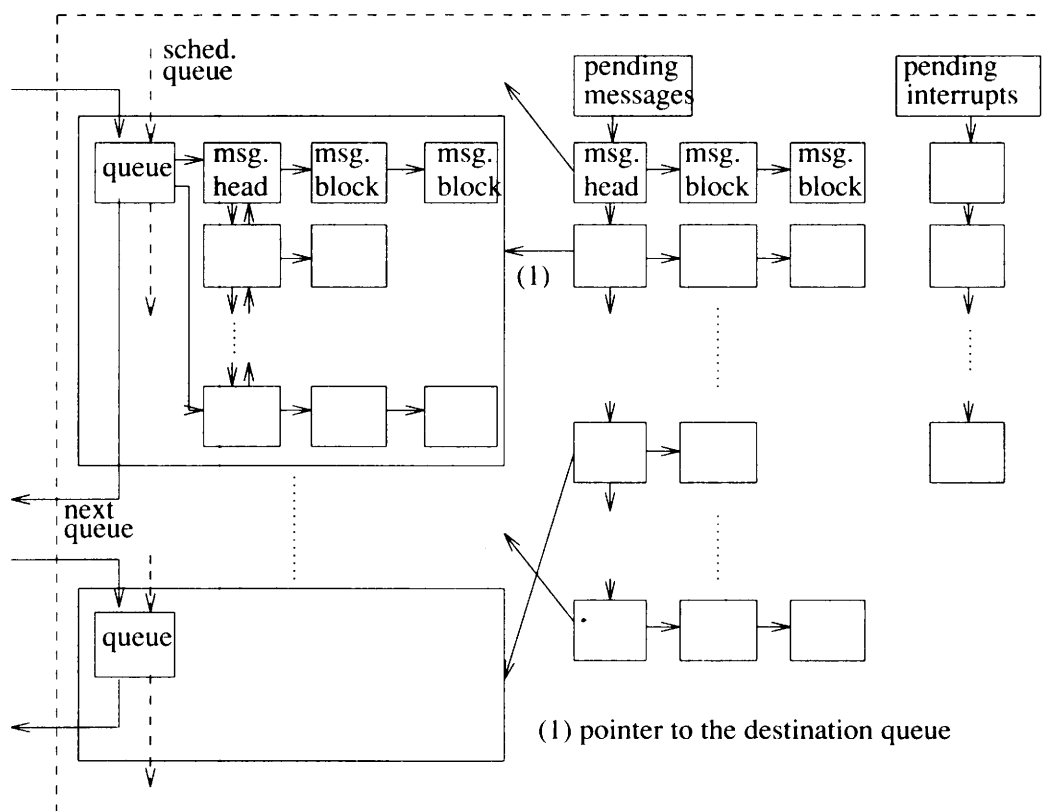 sched.
queue
pending
messages
pending
interrupts
queue
msg.
head
msg.
block
msg.
block
msg.
head
msg.
block
msg.
block
(1)
next
queue
queue
(1) pointer to the destination queue